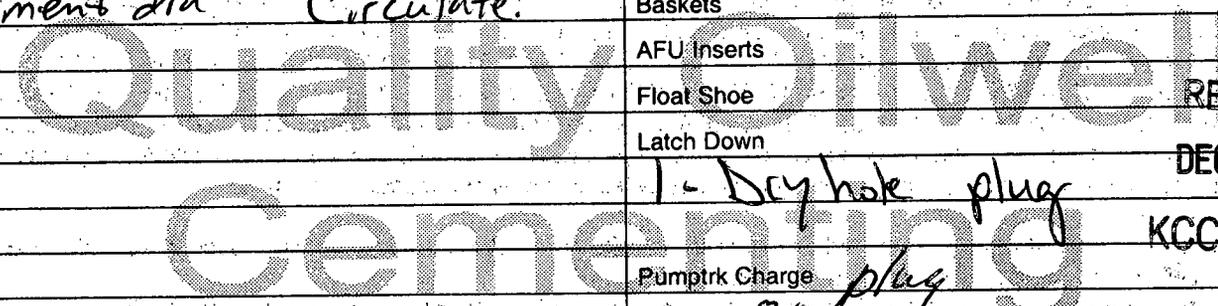 ment did Circulate.
Baskets
AFU Inserts
Quality Oilwel
Float Shoe
RE
Latch Down
DEC
1- Dry hole plug
Cementing
KCC
Pumptrk Charge plug